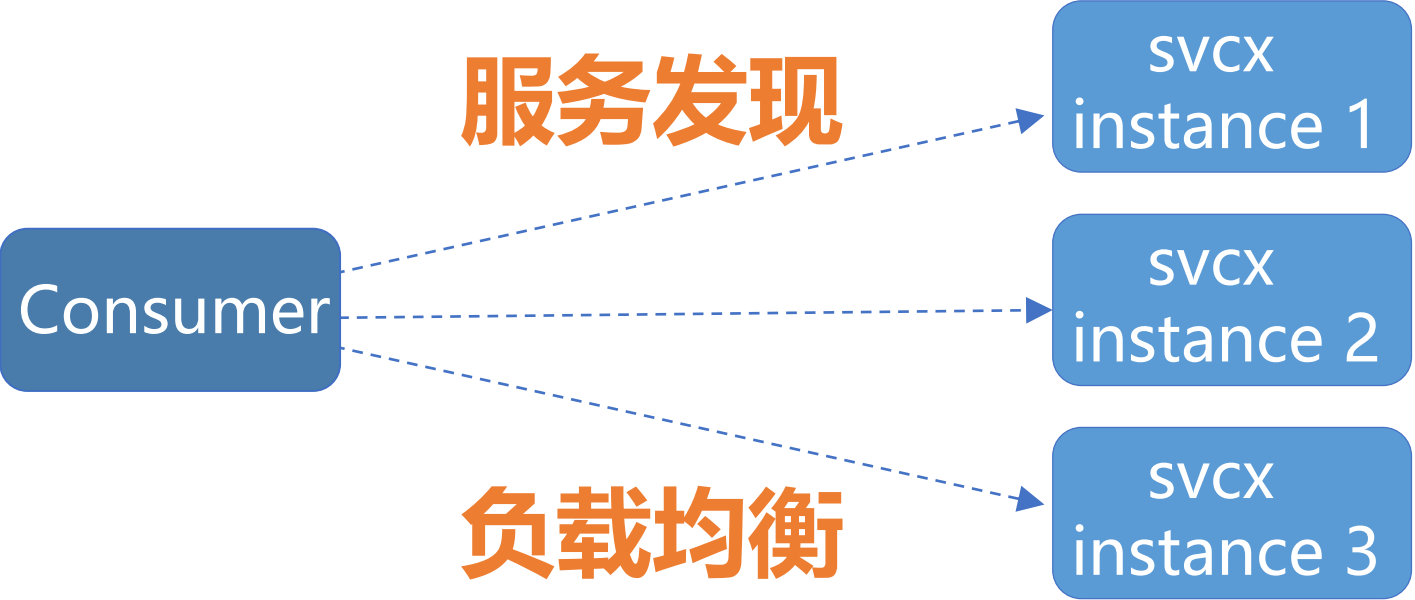 服务发现
svcx
instance 1
Consumer
svcx
instance 2
负载均衡
svcx
instance 3